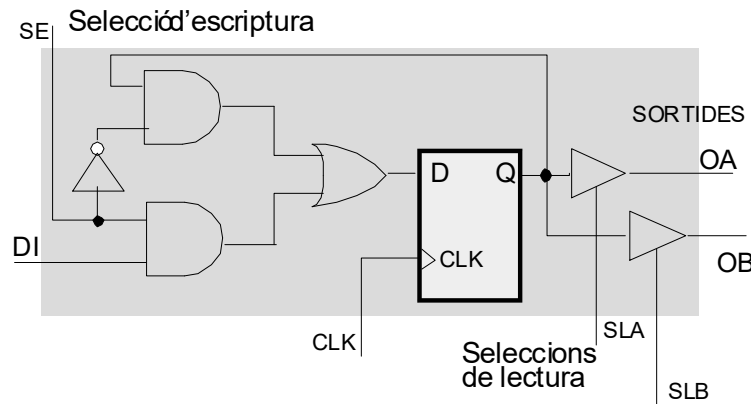 Selecciód'escriptura
SE
SORTIDES
D Q
OA
DI
CLK
OB
CLK
SLA
Seleccions
de lectura
SLB